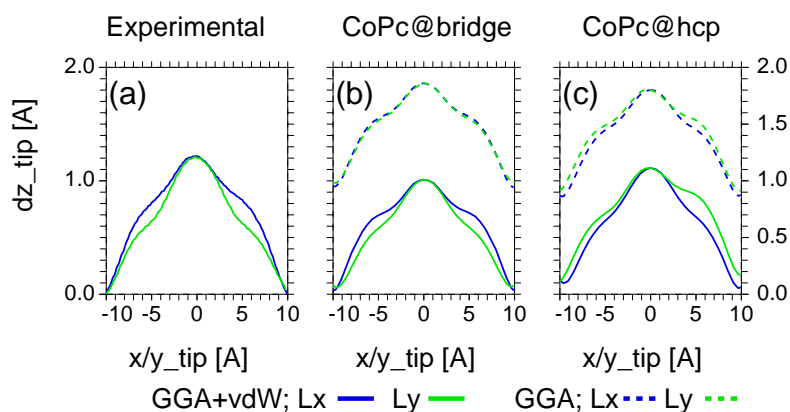 Experimental CoPc@bridge CoPc@hcp
2.0 (a) (b) (c) 2.0
1.5
dz_tip [A]
1.0 1.0
0.5
0.0 0.0
-10 -5 0 5 10 -10 -5 0 5 10 -10 -5 0 5 10
x/y_tip [A] x/y_tip [A] x/y_tip [A]
GGA+vdW; Lx Ly GGA; Lx Ly